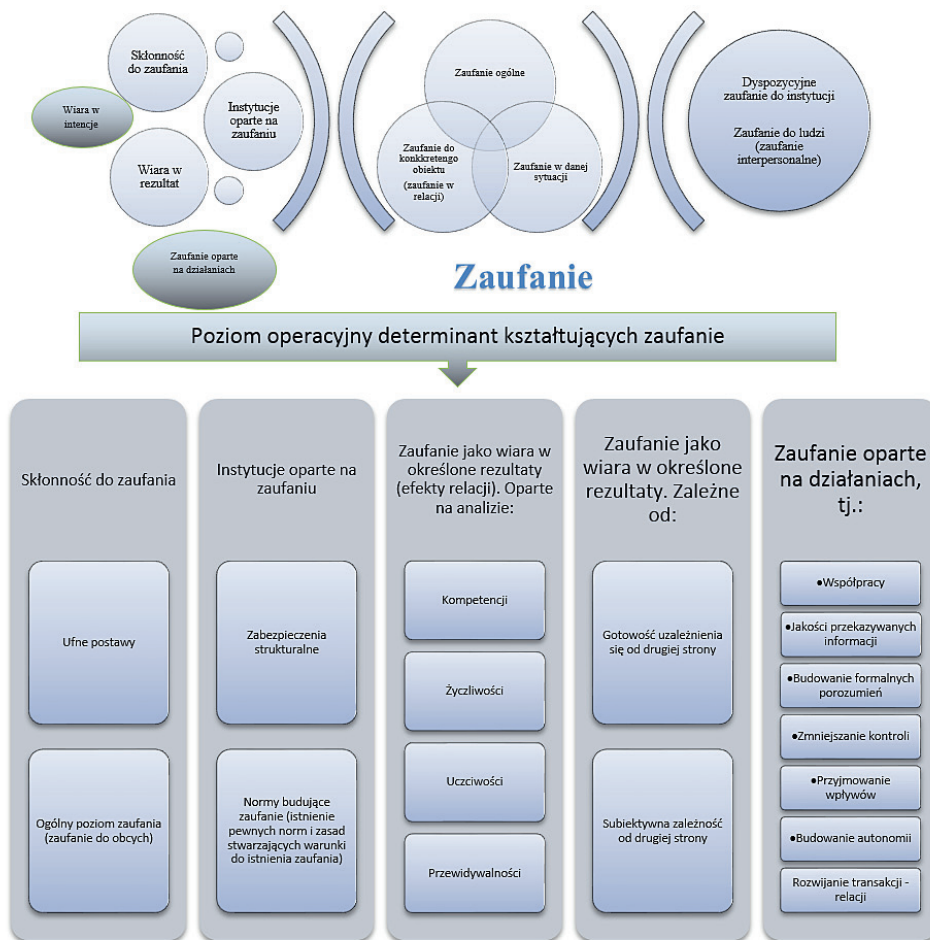 Skłonność
do zaufania
Wiara w
intencje
Instytucje
oparte na
zaufaniu
Wiara w
rezultat
Zaufanie oparte
na działaniach
Zaufanie ogólne
Zaufanie do
konkkretengo
obiektu
(zaufanie w
relacji)
Zaufanie w danej
sytuacji
Dyspozycyjne
zaufanie do instytucji
Zaufanie do ludzi
(zaufanie
interpersonalne)
Zaufanie
Poziom operacyjny determinant kształtujących zaufanie
Skłonność do zaufania
Ufne postawy
Ogólny poziom zaufania
(zaufanie do obcych)
Instytucje oparte na
zaufaniu
Zabezpieczenia
strukturalne
Normy budujące
zaufanie (istnienie
pewnych norm i zasad
stwarzających warunki
do istnienia zaufania)
Zaufanie jako wiara w
określone rezultaty
(efekty relacji). Oparte
na analizie:
Kompetencji
Życzliwości
Uczciwości
Przewidywalności
Zaufanie jako
wiara w określone
rezultaty. Zależne
od:
Gotowość uzależnienia
się od drugiej strony
Subiektywna zależność
od drugiej strony
Zaufanie oparte
na działaniach,
tj.:
•Współpracy
•Jakości przekazywanych
informacji
•Budowanie formalnych
porozumień
•Zmniejszanie kontroli
•Przyjmowanie
wpływów
•Budowanie autonomii
Rozwijanie transakcji -
relacji